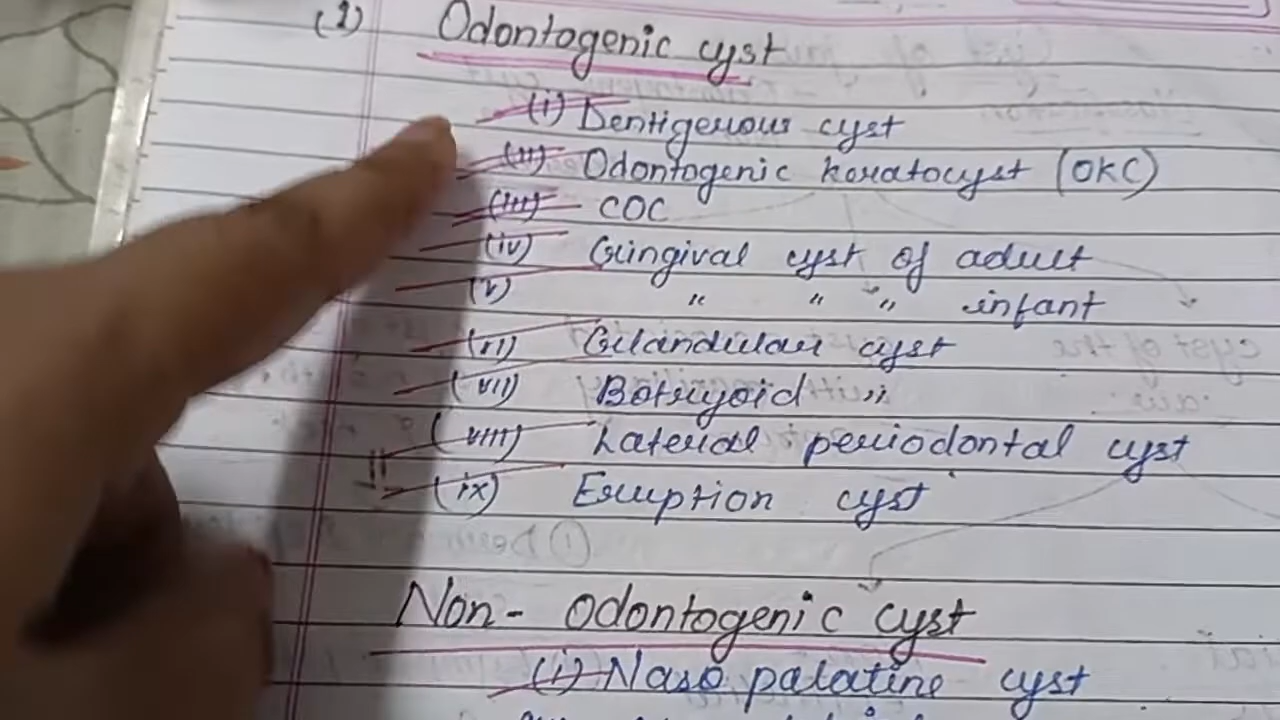 (1) Odontogenic cyst
(i) Dentigerous cyst
(ii) Odontogenic keratocyst (OKC)
(iii) COC
(iv) Gingival cyst of adult
(v) " " " infant
(vi) Glandular cyst
(vii) Botryoid "
(viii) Lateral periodontal cyst
(ix) Eruption cyst
Non- Odontogenic cyst
(i) Naso palatine cyst